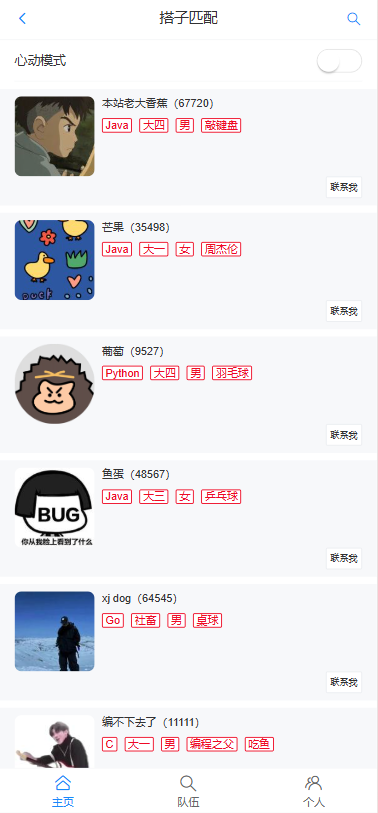 搭子匹配
心动模式
本站老大香蕉（67720）
Java 大四 男 敲键盘
联系我
芒果（35498）
Java 大一 女 周杰伦
DUCK
联系我
葡萄（9527）
Python 大四 男 羽毛球
联系我
鱼蛋（48567）
Java 大三 女 乒乓球
BUG
你从我脸上看到了什么
联系我
xj dog（64545）
Go 社畜 男 桌球
联系我
编不下去了（11111）
C 大一 男 编程之父 吃鱼
主页 队伍 个人